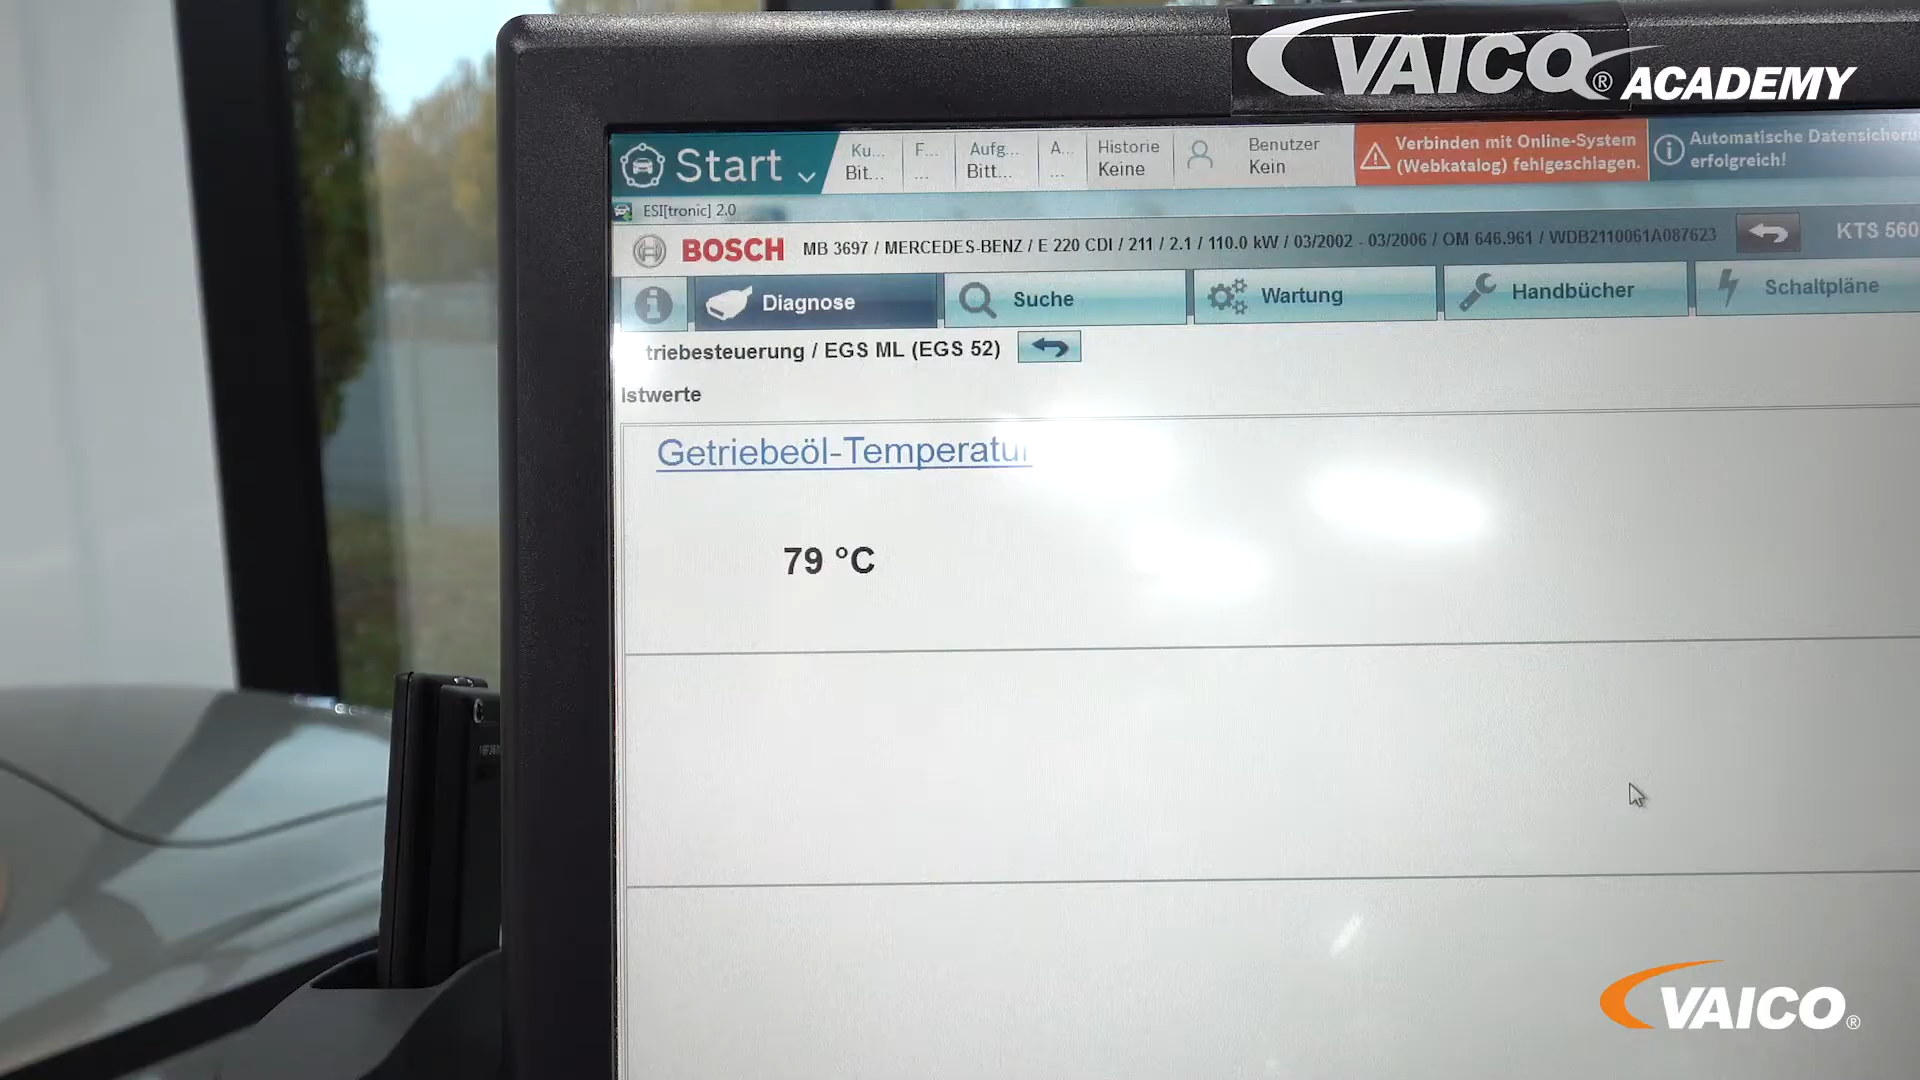 VAICO® ACADEMY
Start
Ku...
Bit...
F...
...
Aufg...
Bitt...
A...
...
Historie
Keine
Benutzer
Kein
Verbinden mit Online-System
(Webkatalog) fehlgeschlagen.
Automatische
erfolgreich!
ESI[tronic] 2.0
BOSCH
MB 3697 / MERCEDES-BENZ / E 220 CDI / 211 / 2.1 / 110.0 kW / 03/2002 - 03/2006 / OM 646.961 / WDB2110061A087623
KTS 560
Diagnose
Suche
Wartung
Handbücher
Schaltpläne
triebesteuerung / EGS ML (EGS 52)
Istwerte
Getriebeöl-Temperatur
79 °C
VAICO®